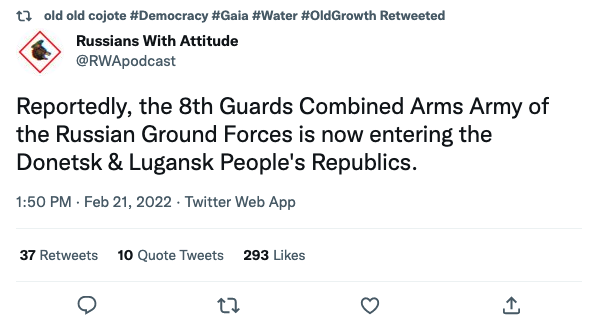 old old cojote #Democracy #Gaia #Water #OldGrowth Retweeted
Russians With Attitude
@RWApodcast
Reportedly, the 8th Guards Combined Arms Army of
the Russian Ground Forces is now entering the
Donetsk & Lugansk People's Republics.
1:50 PM · Feb 21, 2022 · Twitter Web App
37 Retweets 10 Quote Tweets 293 Likes